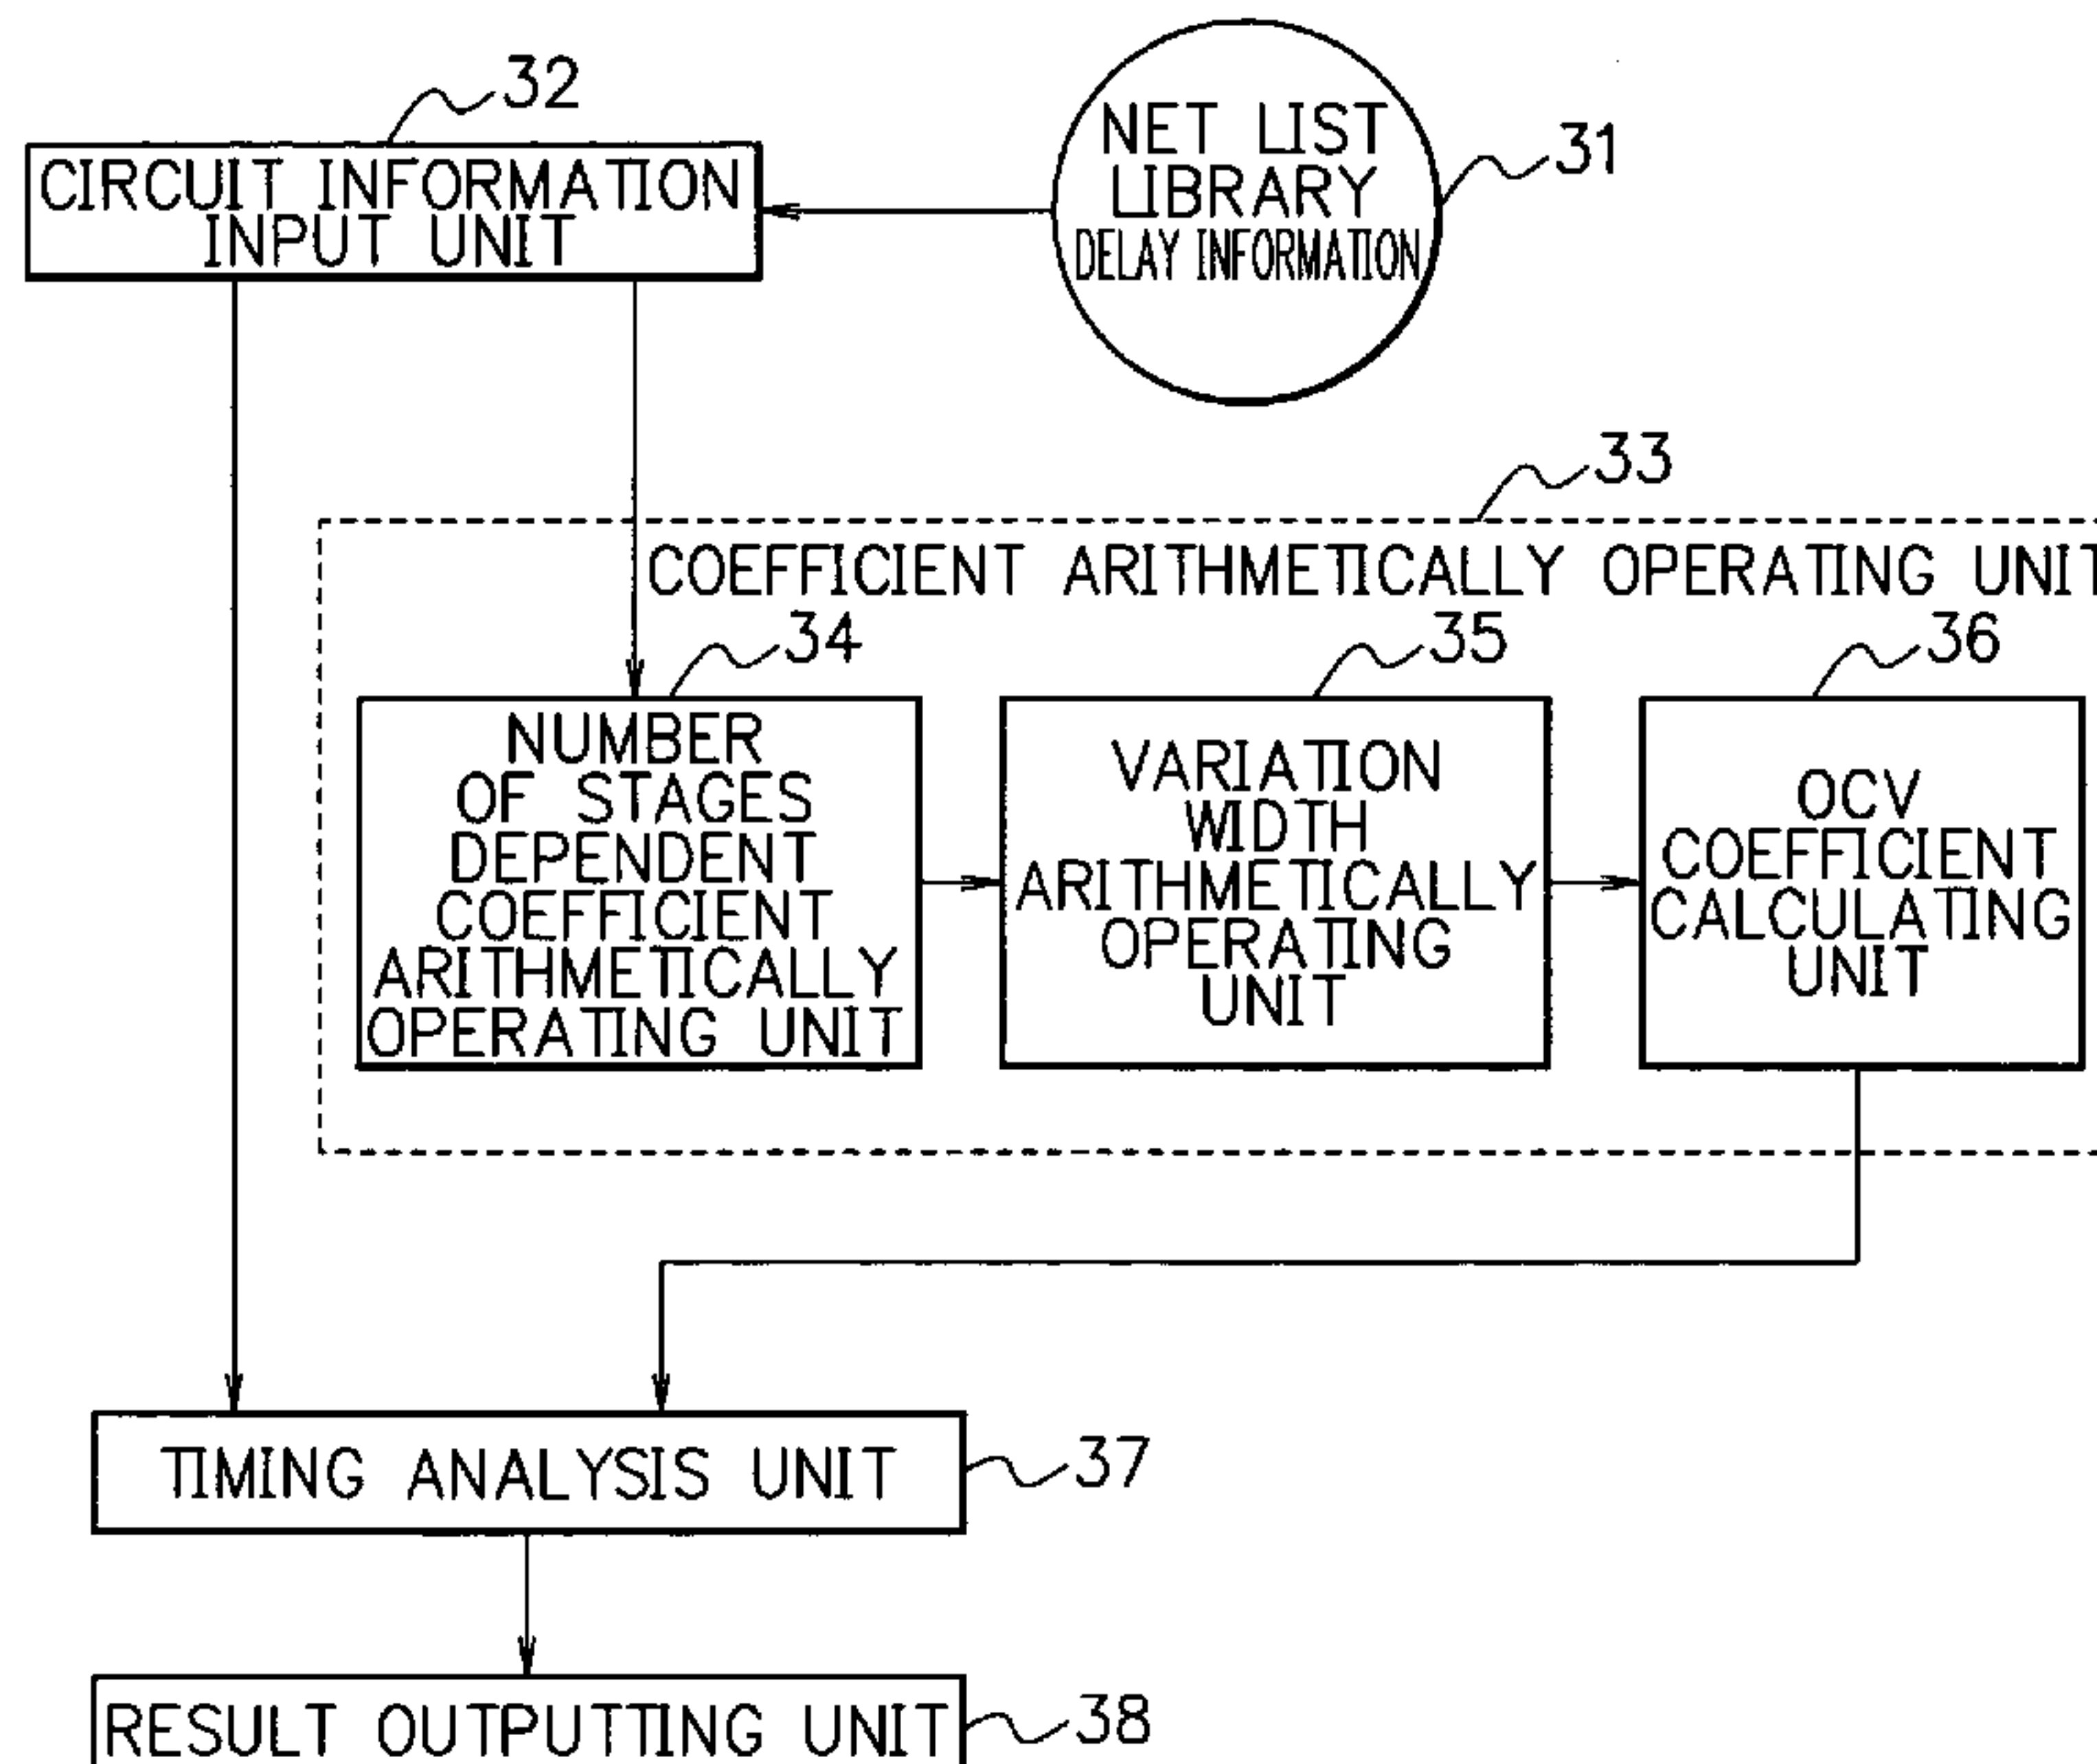 32
CIRCUIT INFORMATION
INPUT UNIT
NET LIST
LIBRARY
DELAY INFORMATION
31
33
COEFFICIENT ARITHMETICALLY OPERATING UNIT
34
NUMBER
OF STAGES
DEPENDENT
COEFFICIENT
ARITHMETICALLY
OPERATING UNIT
35
VARIATION
WIDTH
ARITHMETICALLY
OPERATING
UNIT
36
OCV
COEFFICIENT
CALCULATING
UNIT
TIMING ANALYSIS UNIT
37
RESULT OUTPUTTING UNIT
38